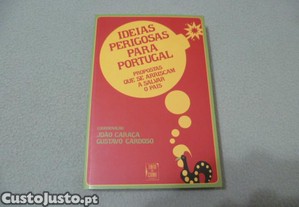 IDEIAS
PERIGOSAS
PARA
PORTUGAL
PROPOSTAS
QUE SE ARRISCAM
A SALVAR
O PAÍS
JOÃO CARAÇA
GUSTAVO CARDOSO
CustoJusto.pt